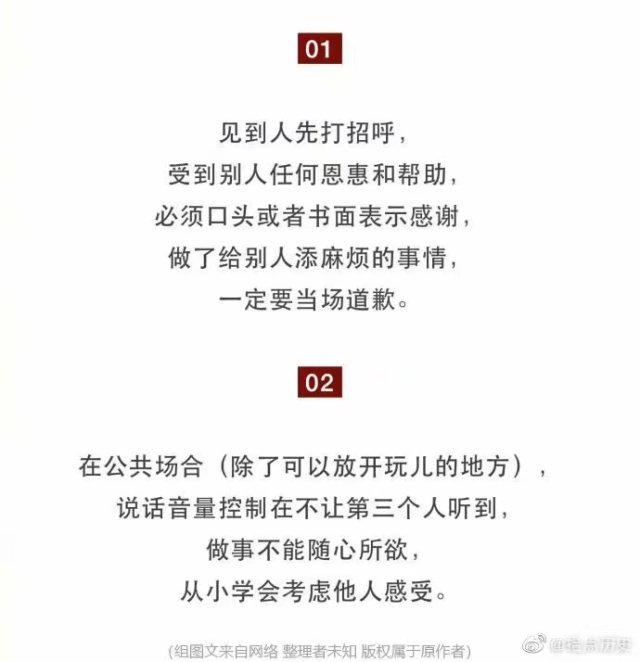 01
见到人先打招呼，
受到别人任何恩惠和帮助，
必须口头或者书面表示感谢，
做了给别人添麻烦的事情，
一定要当场道歉。
02
在公共场合（除了可以放开玩儿的地方），
说话音量控制在不让第三个人听到，
做事不能随心所欲，
从小学会考虑他人感受。
(组图文来自网络 整理者未知 版权属于原作者)